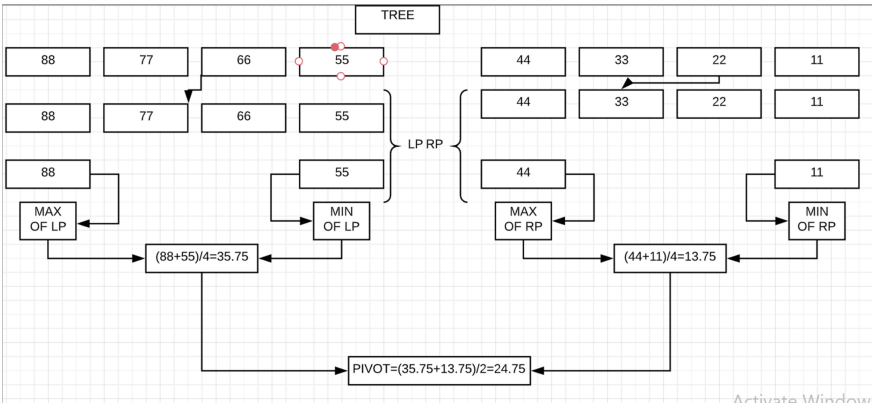 TREE
88 77 66 55 44 33 22 11
88 77 66 55 44 33 22 11
LP RP
88 55 44 11
MAX OF LP
MIN OF LP
MAX OF RP
MIN OF RP
(88+55)/4=35.75
(44+11)/4=13.75
PIVOT=(35.75+13.75)/2=24.75
Activate Window